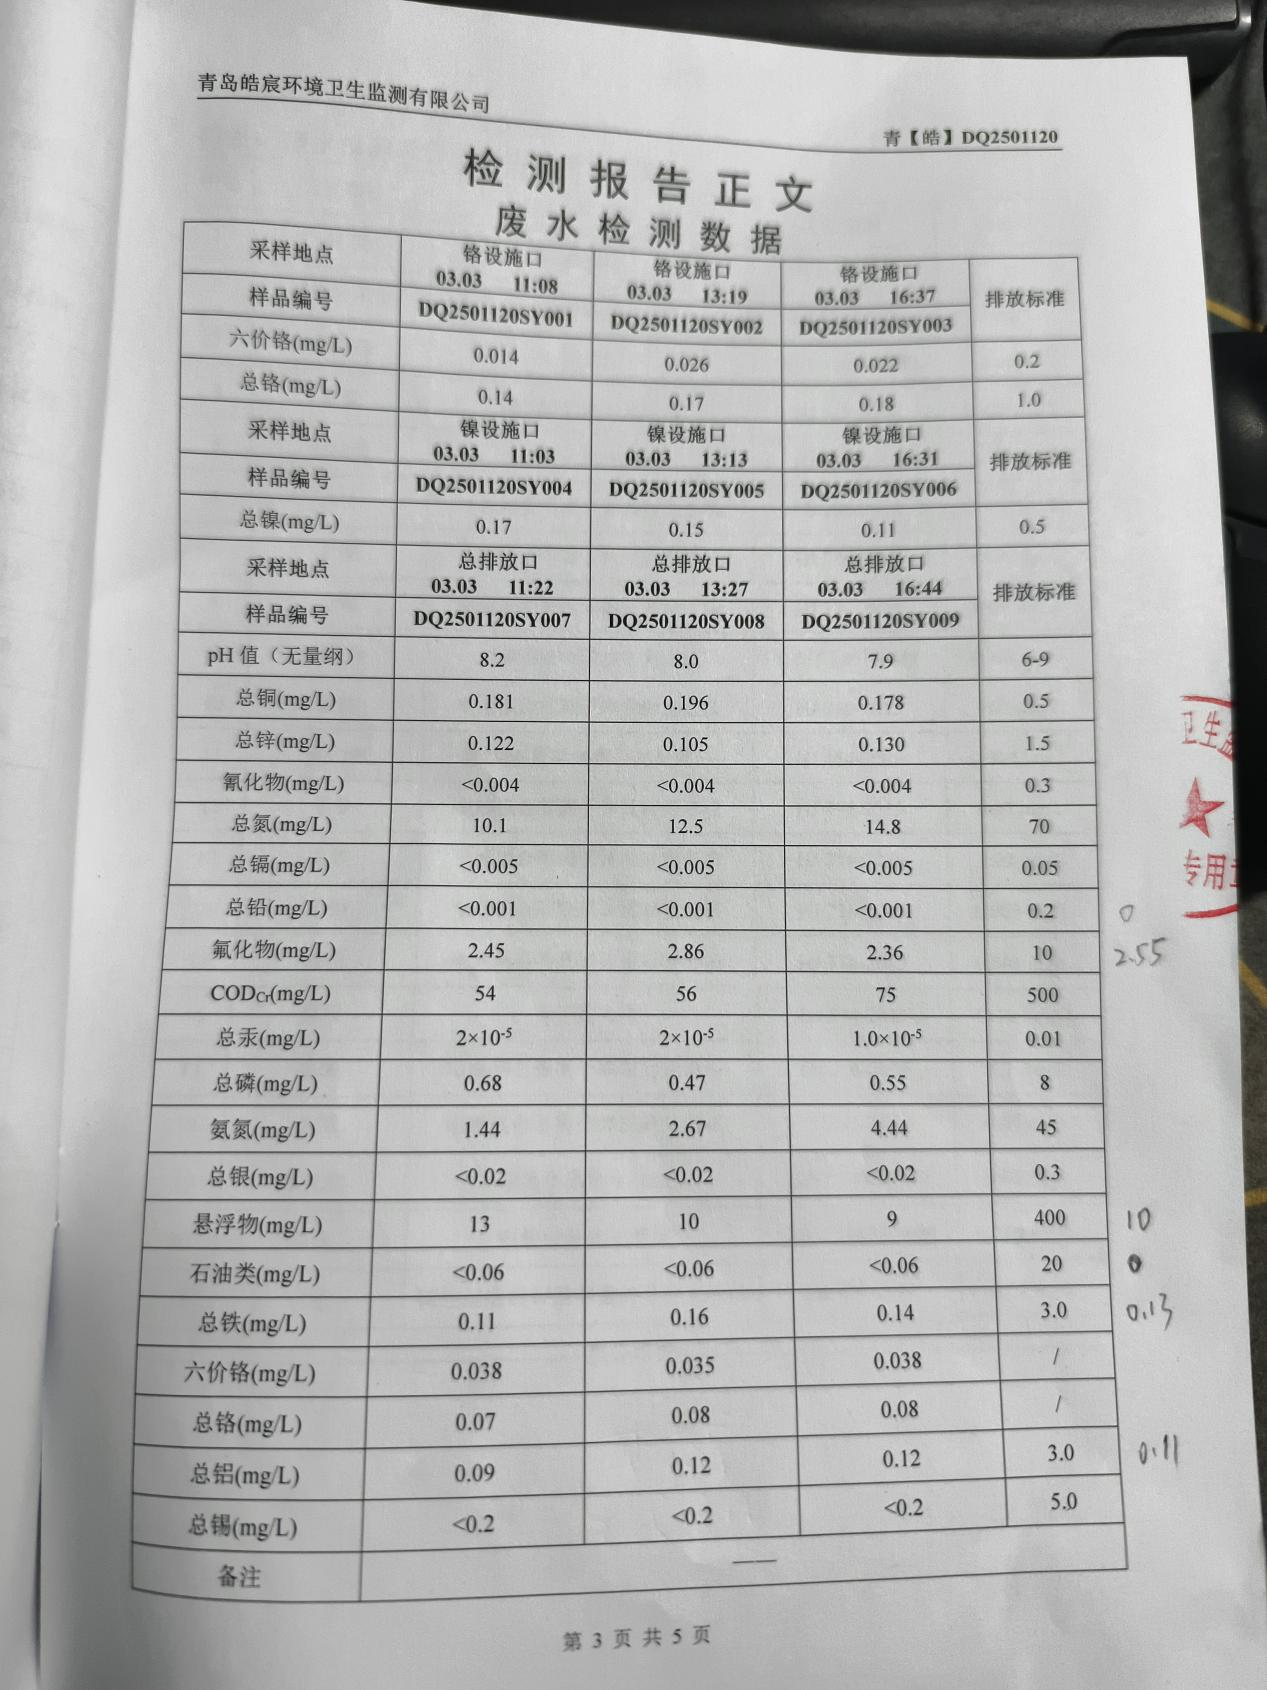 青岛皓宸环境卫生监测有限公司
青【皓】DQ2501120
检测报告正文
废水检测数据
采样地点 铬设施口 03.03 11:08 铬设施口 03.03 13:19 铬设施口 03.03 16:37 排放标准
样品编号 DQ2501120SY001 DQ2501120SY002 DQ2501120SY003
六价铬(mg/L) 0.014 0.026 0.022 0.2
总铬(mg/L) 0.14 0.17 0.18 1.0
采样地点 镍设施口 03.03 11:03 镍设施口 03.03 13:13 镍设施口 03.03 16:31 排放标准
样品编号 DQ2501120SY004 DQ2501120SY005 DQ2501120SY006
总镍(mg/L) 0.17 0.15 0.11 0.5
采样地点 总排放口 03.03 11:22 总排放口 03.03 13:27 总排放口 03.03 16:44 排放标准
样品编号 DQ2501120SY007 DQ2501120SY008 DQ2501120SY009
pH 值（无量纲） 8.2 8.0 7.9 6-9
总铜(mg/L) 0.181 0.196 0.178 0.5
总锌(mg/L) 0.122 0.105 0.130 1.5
氰化物(mg/L) <0.004 <0.004 <0.004 0.3
总氮(mg/L) 10.1 12.5 14.8 70
总镉(mg/L) <0.005 <0.005 <0.005 0.05
总铅(mg/L) <0.001 <0.001 <0.001 0.2 0
氟化物(mg/L) 2.45 2.86 2.36 10 2.55
CODCr(mg/L) 54 56 75 500
总汞(mg/L) 2×10-5 2×10-5 1.0×10-5 0.01
总磷(mg/L) 0.68 0.47 0.55 8
氨氮(mg/L) 1.44 2.67 4.44 45
总银(mg/L) <0.02 <0.02 <0.02 0.3
悬浮物(mg/L) 13 10 9 400 10
石油类(mg/L) <0.06 <0.06 <0.06 20 0
总铁(mg/L) 0.11 0.16 0.14 3.0 0.13
六价铬(mg/L) 0.038 0.035 0.038 /
总铬(mg/L) 0.07 0.08 0.08 /
总铝(mg/L) 0.09 0.12 0.12 3.0 0.11
总锡(mg/L) <0.2 <0.2 <0.2 5.0
备注 ——
第 3 页 共 5 页
卫生监
专用